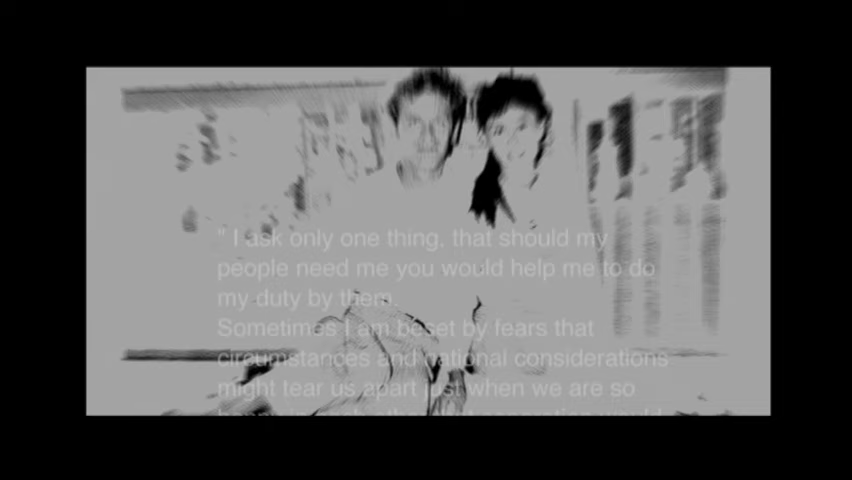 " I ask only one thing, that should my
people need me you would help me to do
my duty by them.
Sometimes I am beset by fears that
circumstances and national considerations
might tear us apart just when we are so